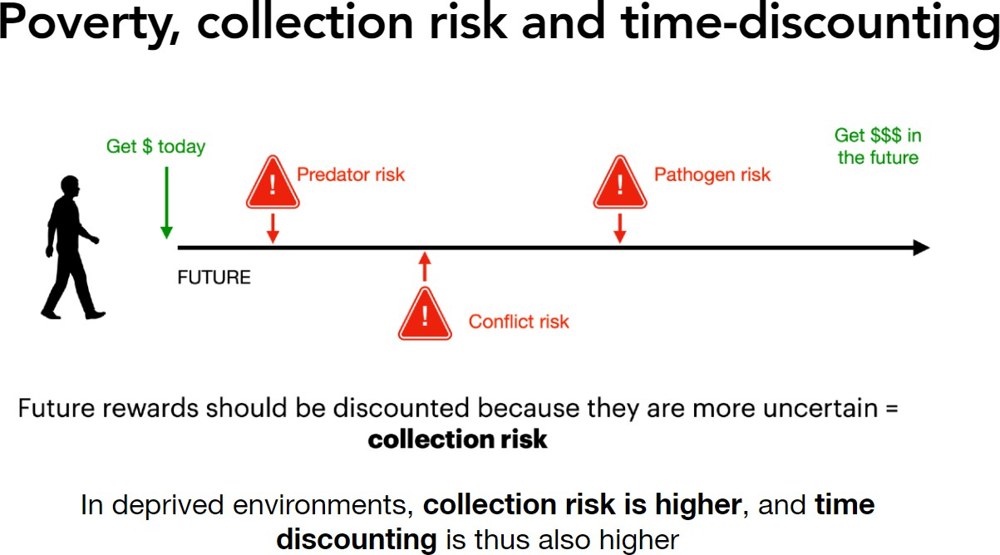 Poverty, collection risk and time-discounting
Get $ today
Get $$$ in
the future
! Predator risk
! Pathogen risk
FUTURE
! Conflict risk
Future rewards should be discounted because they are more uncertain =
collection risk
In deprived environments, collection risk is higher, and time
discounting is thus also higher